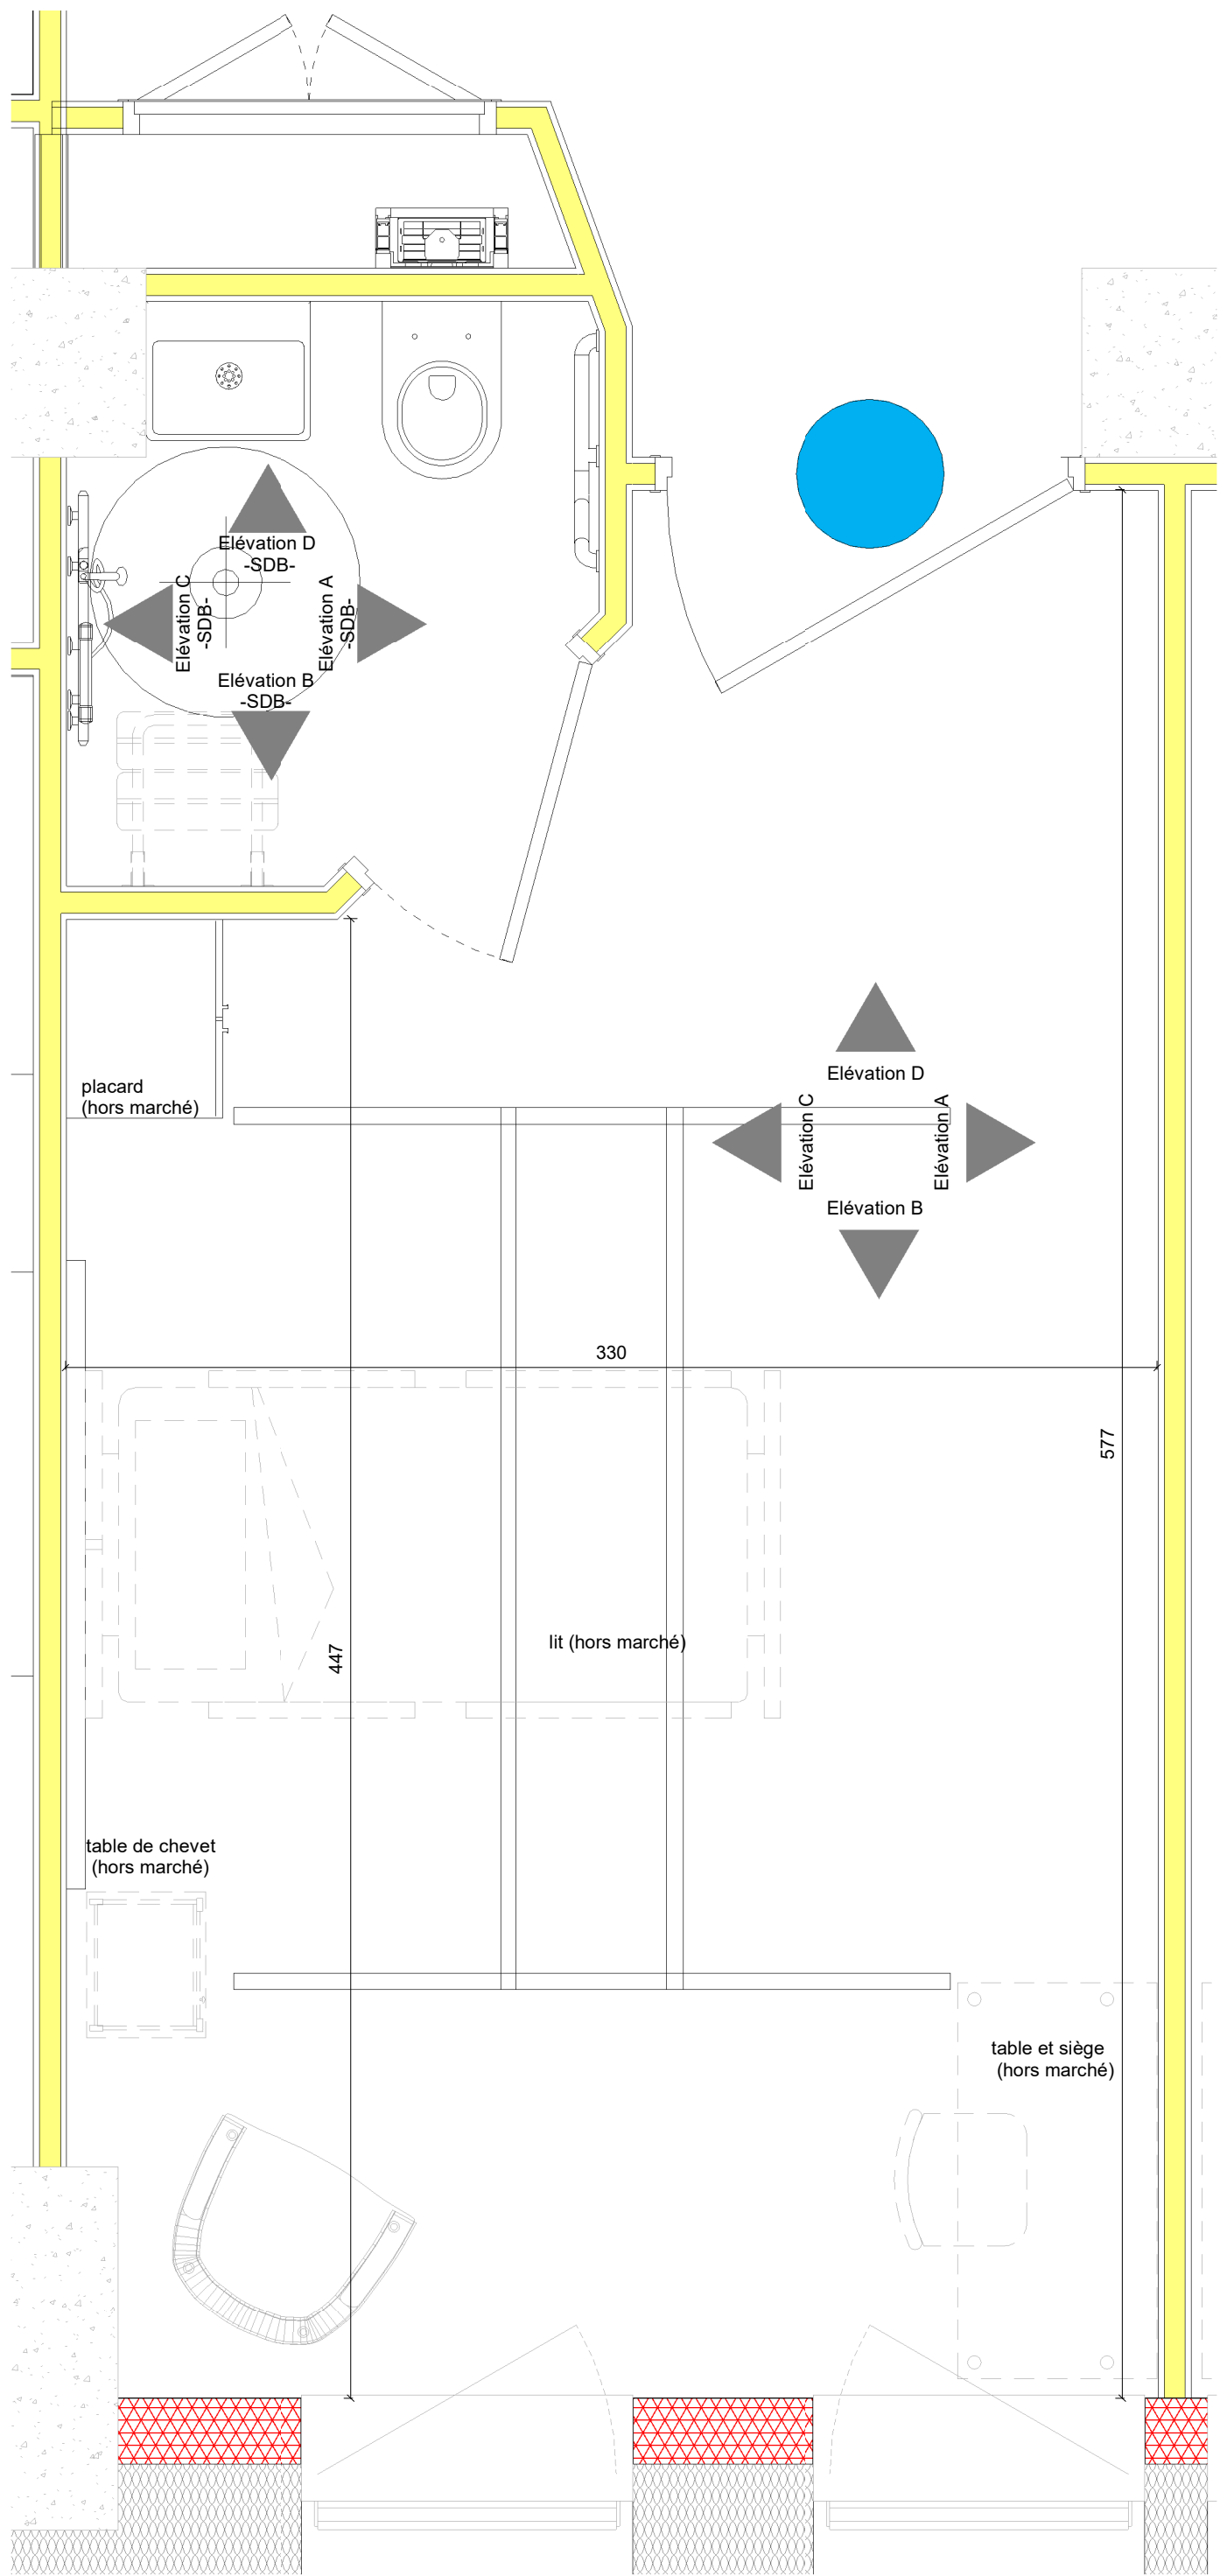 Elévation D
-SDB-
Elévation C
-SDB-
Elévation A
-SDB-
Elévation B
-SDB-
placard
(hors marché)
Elévation D
Elévation C
Elévation A
Elévation B
330
577
447
lit (hors marché)
table de chevet
(hors marché)
table et siège
(hors marché)